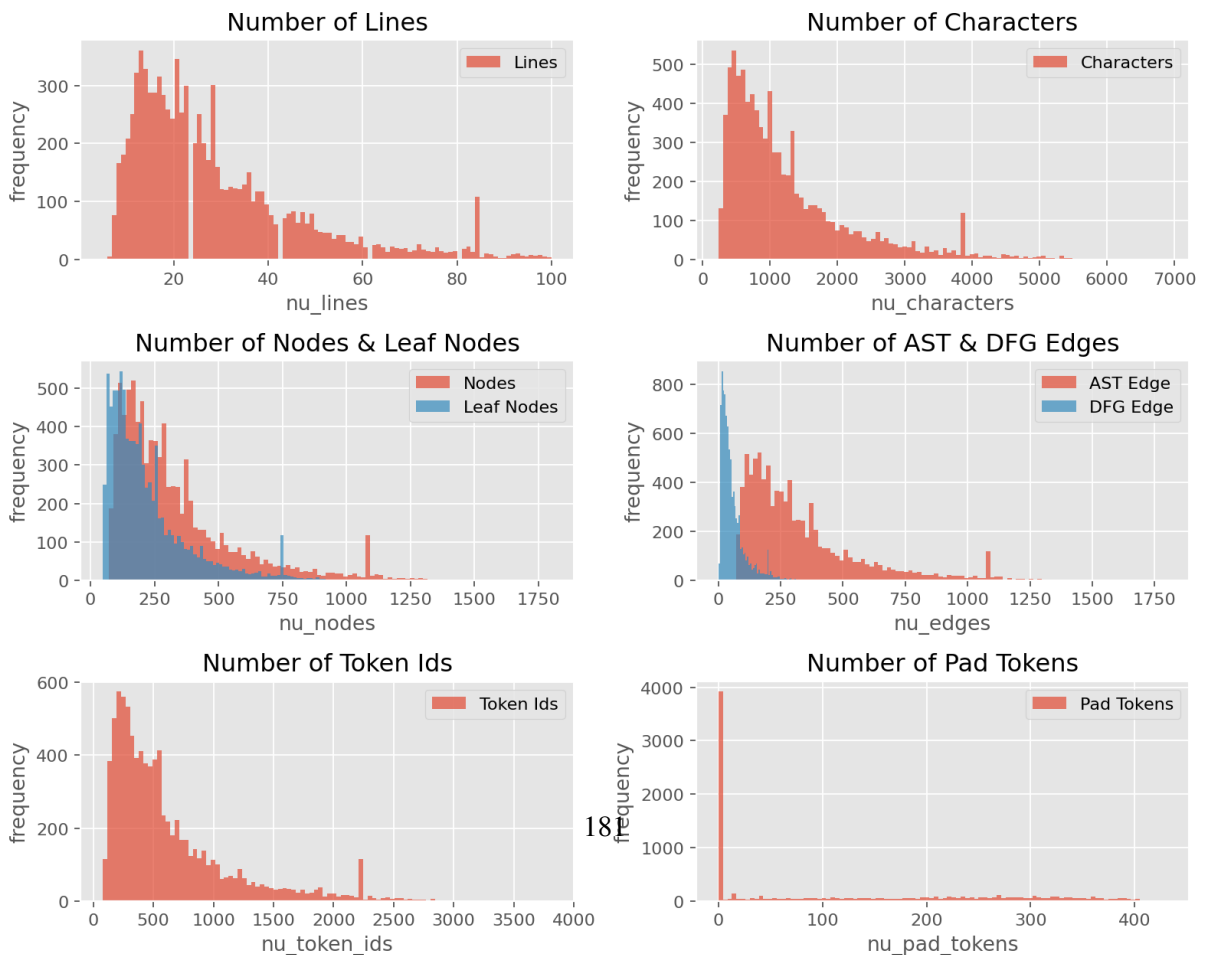 Number of Lines
frequency
300
200
100
0
Lines
20
40
60
80
100
nu_lines
Number of Characters
frequency
500
400
300
200
100
0
Characters
0
1000
2000
3000
4000
5000
6000
7000
nu_characters
Number of Nodes & Leaf Nodes
frequency
500
400
300
200
100
0
Nodes
Leaf Nodes
0
250
500
750
1000
1250
1500
1750
nu_nodes
Number of AST & DFG Edges
frequency
800
600
400
200
0
AST Edge
DFG Edge
0
250
500
750
1000
1250
1500
1750
nu_edges
Number of Token Ids
frequency
600
400
200
0
Token Ids
0
500
1000
1500
2000
2500
3000
3500
4000
nu_token_ids
181
Number of Pad Tokens
frequency
4000
3000
2000
1000
0
Pad Tokens
0
100
200
300
400
nu_pad_tokens